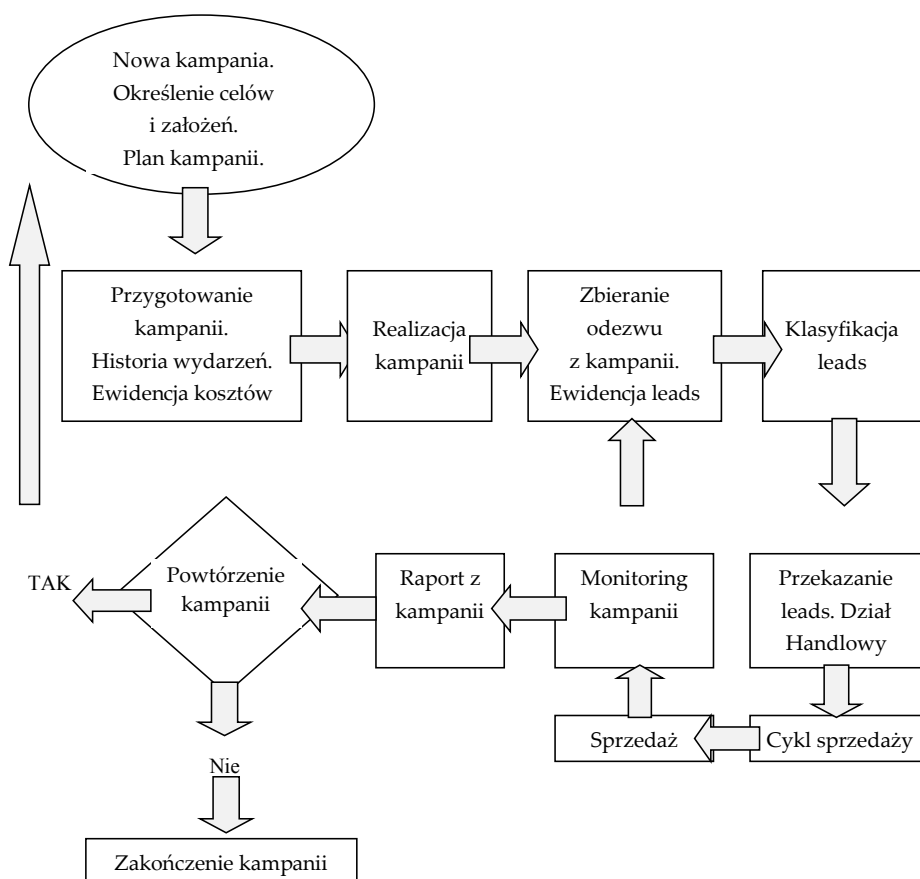 Nowa kampania.
Określenie celów
i założeń.
Plan kampanii.
Przygotowanie
kampanii.
Historia wydarzeń.
Ewidencja kosztów
Realizacja
kampanii
Zbieranie
odezwu
z kampanii.
Ewidencja leads
Klasyfikacja
leads
TAK
Powtórzenie
kampanii
Raport z
kampanii
Monitoring
kampanii
Przekazanie
leads. Dział
Handlowy
Sprzedaż
Cykl sprzedaży
Nie
Zakończenie kampanii